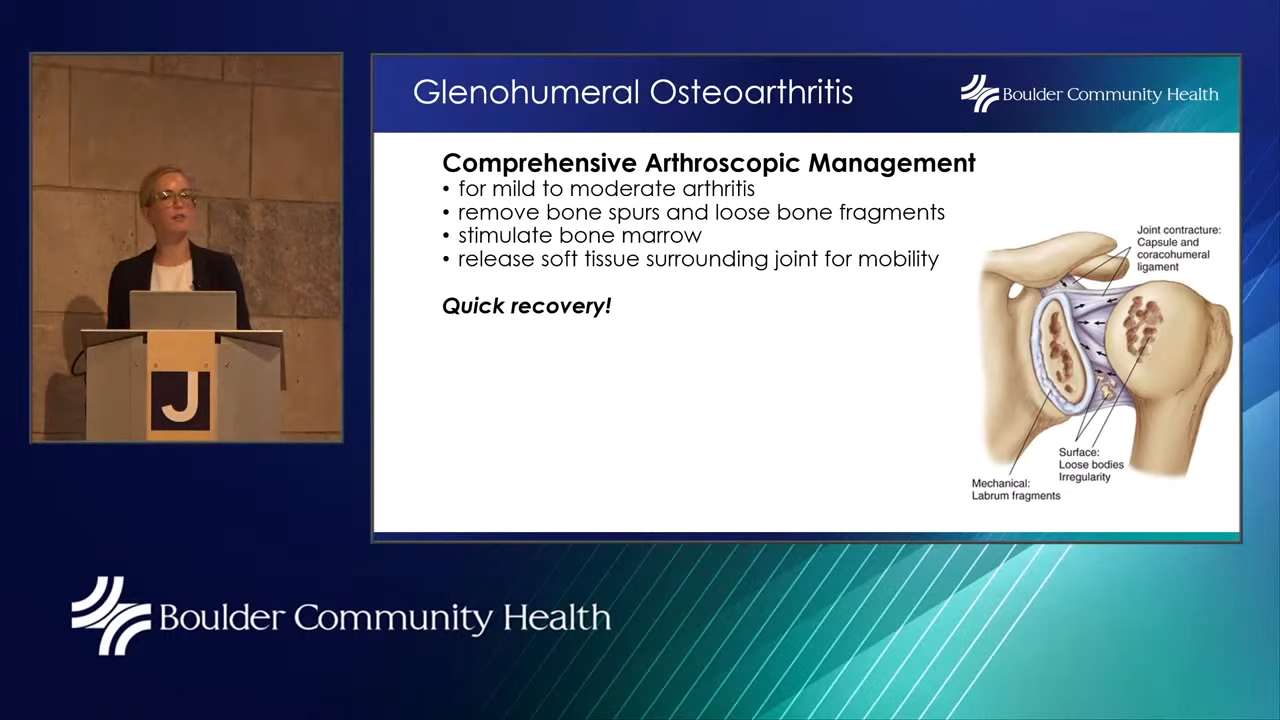 Glenohumeral Osteoarthritis
Boulder Community Health
Comprehensive Arthroscopic Management
• for mild to moderate arthritis
• remove bone spurs and loose bone fragments
• stimulate bone marrow
• release soft tissue surrounding joint for mobility
Quick recovery!
Joint contracture:
Capsule and
coracohumeral
ligament
Surface:
Loose bodies
Irregularity
Mechanical:
Labrum fragments
J
Boulder Community Health